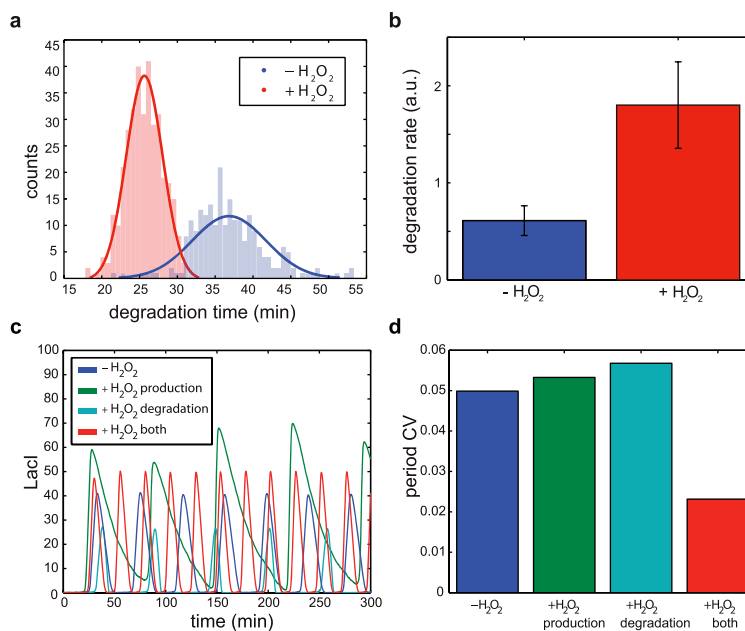 a
45
40
35
30
25
20
15
10
5
0
counts
15 20 25 30 35 40 45 50 55
degradation time (min)
− H2O2
+ H2O2
b
2
1
0
degradation rate (a.u.)
- H2O2
+ H2O2
c
100
90
80
70
60
50
40
30
20
10
0
LacI
−H2O2
+ H2O2 production
+ H2O2 degradation
+ H2O2 both
0 50 100 150 200 250 300
time (min)
d
0.06
0.05
0.04
0.03
0.02
0.01
0
period CV
−H2O2
+H2O production
+H2O2 degradation
+H2O both